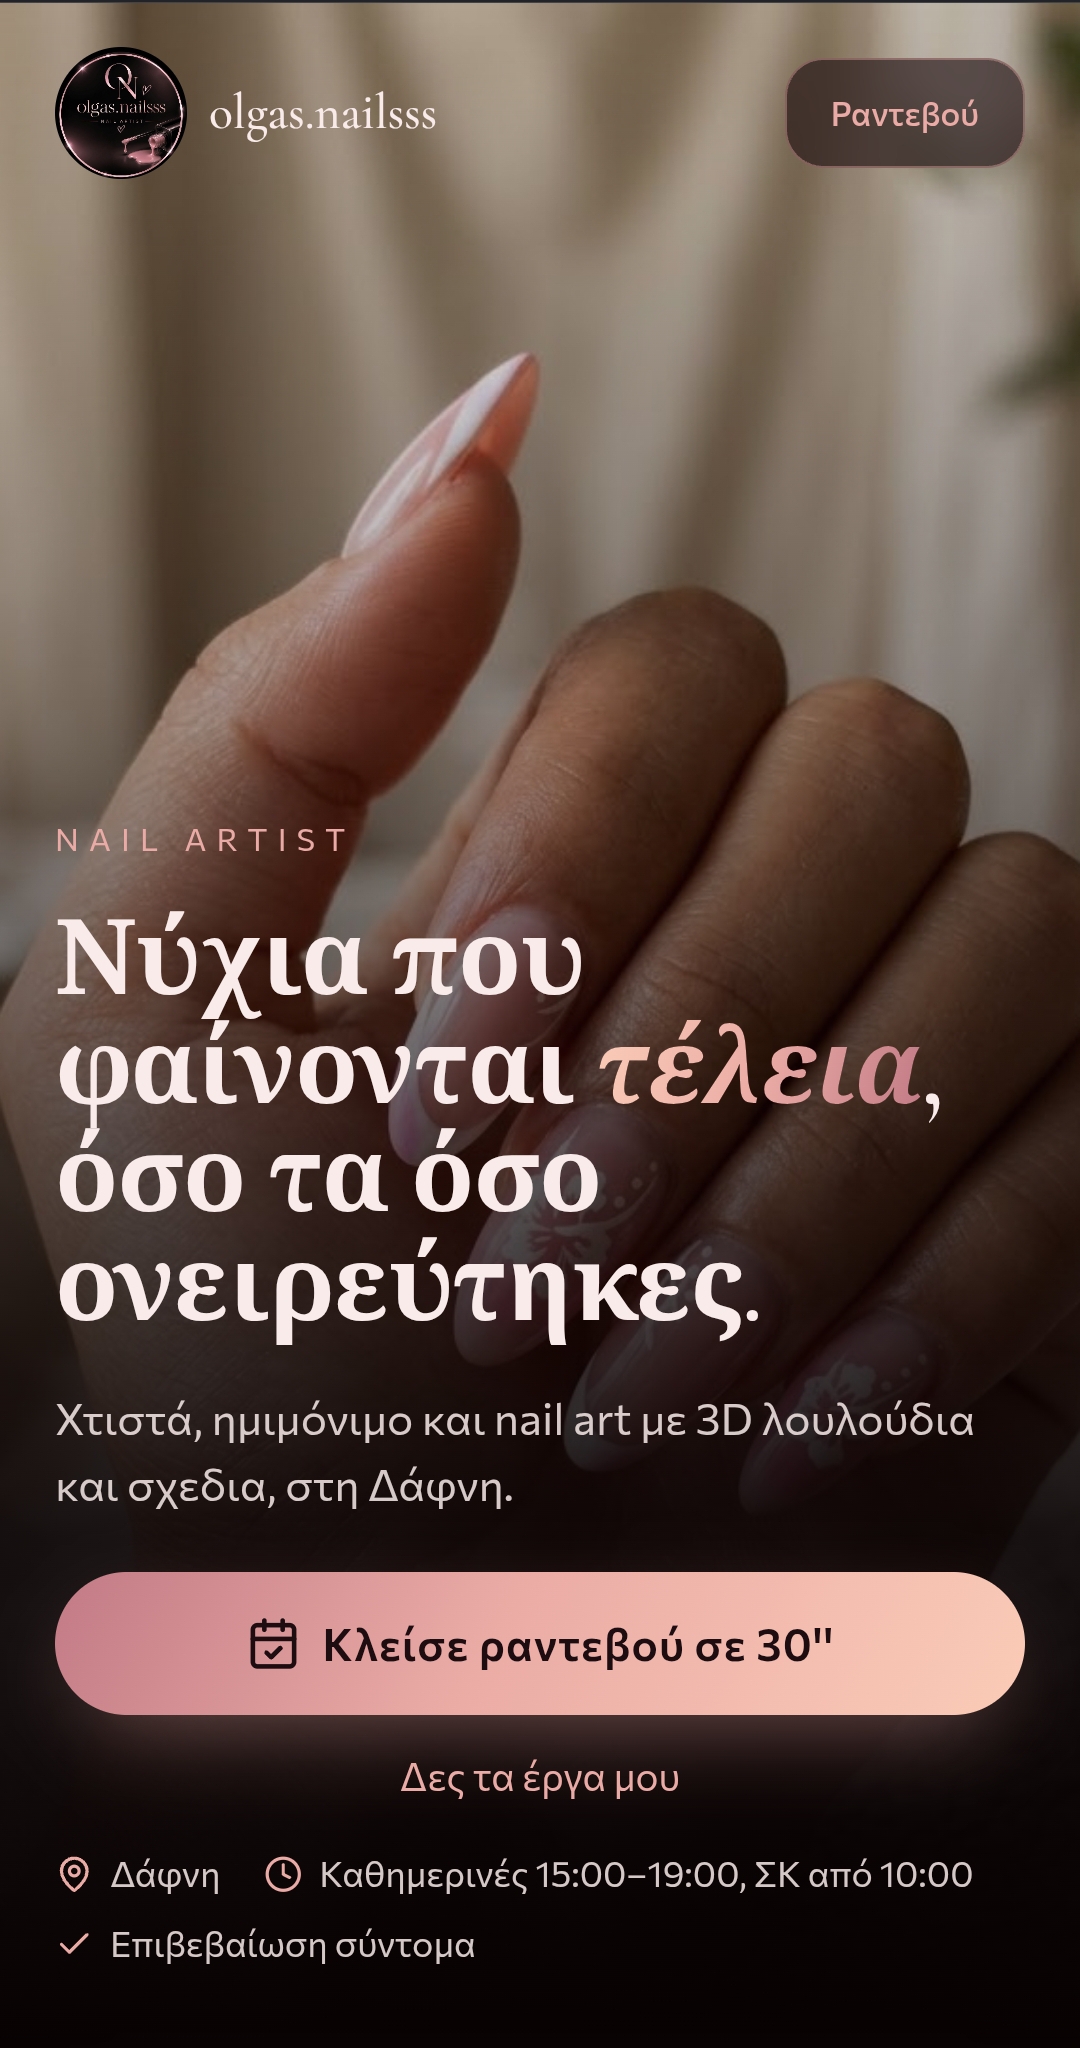 olgas.nailsss
olgas.nailsss
Ραντεβού
NAIL ARTIST
Νύχια που
φαίνονται τέλεια,
όσο τα όσο
ονειρεύτηκες.
Χτιστά, ημιμόνιμο και nail art με 3D λουλούδια
και σχεδια, στη Δάφνη.
Κλείσε ραντεβού σε 30"
Δες τα έργα μου
Δάφνη Καθημερινές 15:00–19:00, ΣΚ από 10:00
Επιβεβαίωση σύντομα